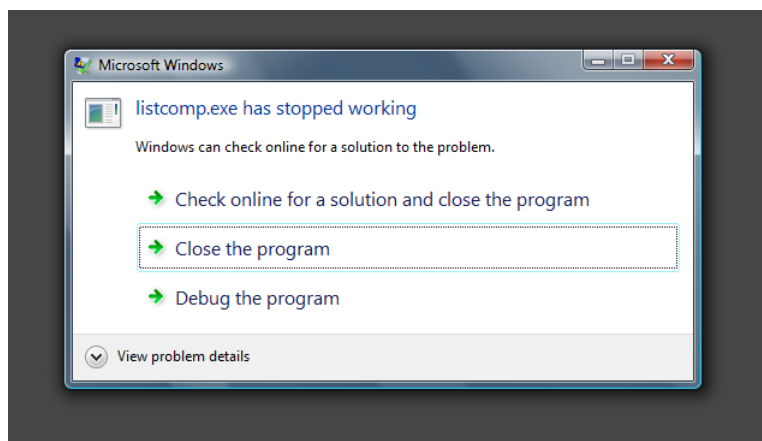 Microsoft Windows
listcomp.exe has stopped working
Windows can check online for a solution to the problem.
Check online for a solution and close the program
Close the program
Debug the program
View problem details